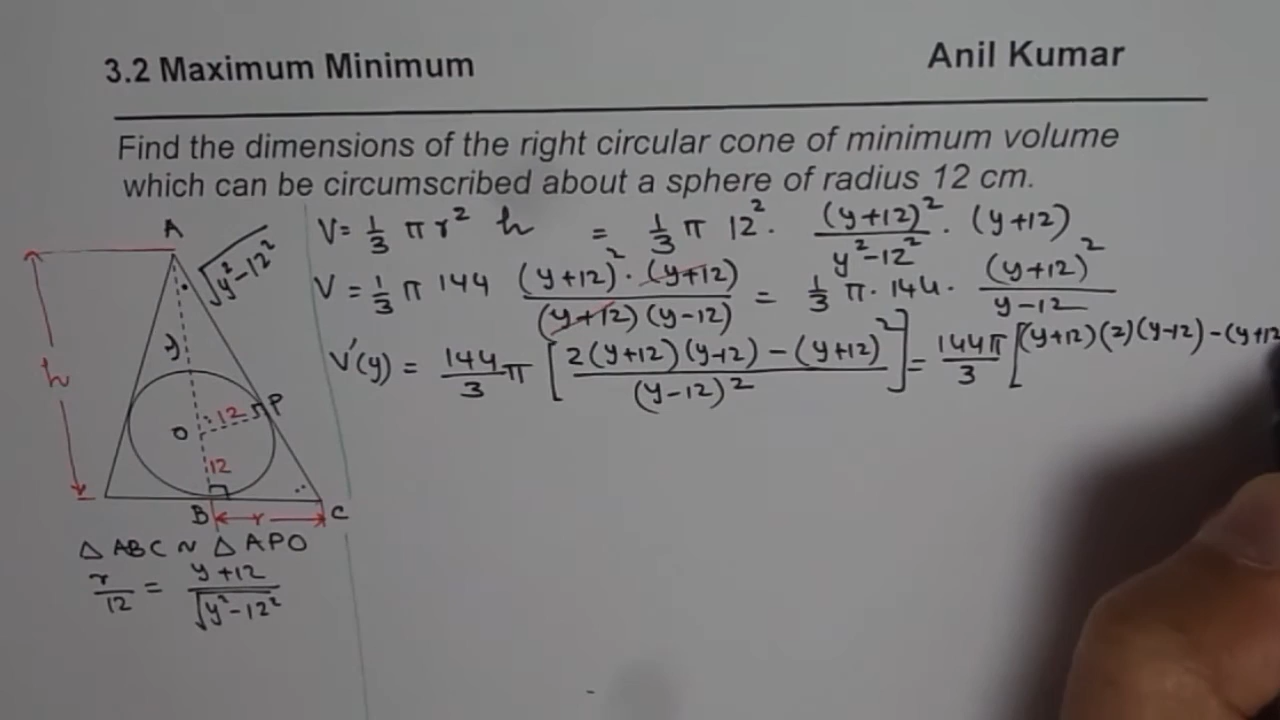 3.2 Maximum Minimum
Anil Kumar
Find the dimensions of the right circular cone of minimum volume
which can be circumscribed about a sphere of radius 12 cm.
V = 1/3 π r² h = 1/3 π 12² · (y+12)²/(y²-12²) · (y+12)
V = 1/3 π 144 (y+12)² · (y+12)/((y+12)(y-12)) = 1/3 π · 144 · (y+12)²/(y-12)
V'(y) = 144/3 π [(2(y+12)(y-12) - (y+12)²)/(y-12)²] = 144π/3 [(y+12)(2)(y-12) - (y+12
A
√(y²-12²)
y
h
12
P
O
12
B
r
C
△ ABC ~ △ APO
r/12 = (y+12)/√(y²-12²)